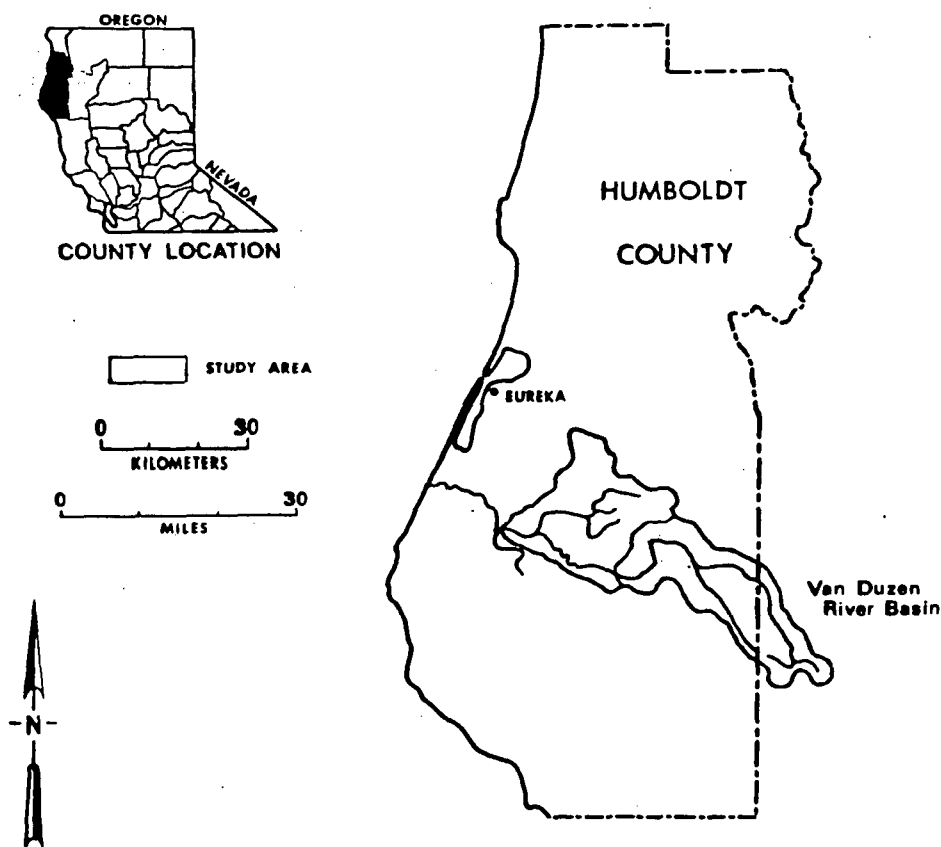 OREGON
NEVADA
COUNTY LOCATION
STUDY AREA
0 30
KILOMETERS
0 30
MILES
-N-
HUMBOLDT
COUNTY
EUREKA
Van Duzen
River Basin